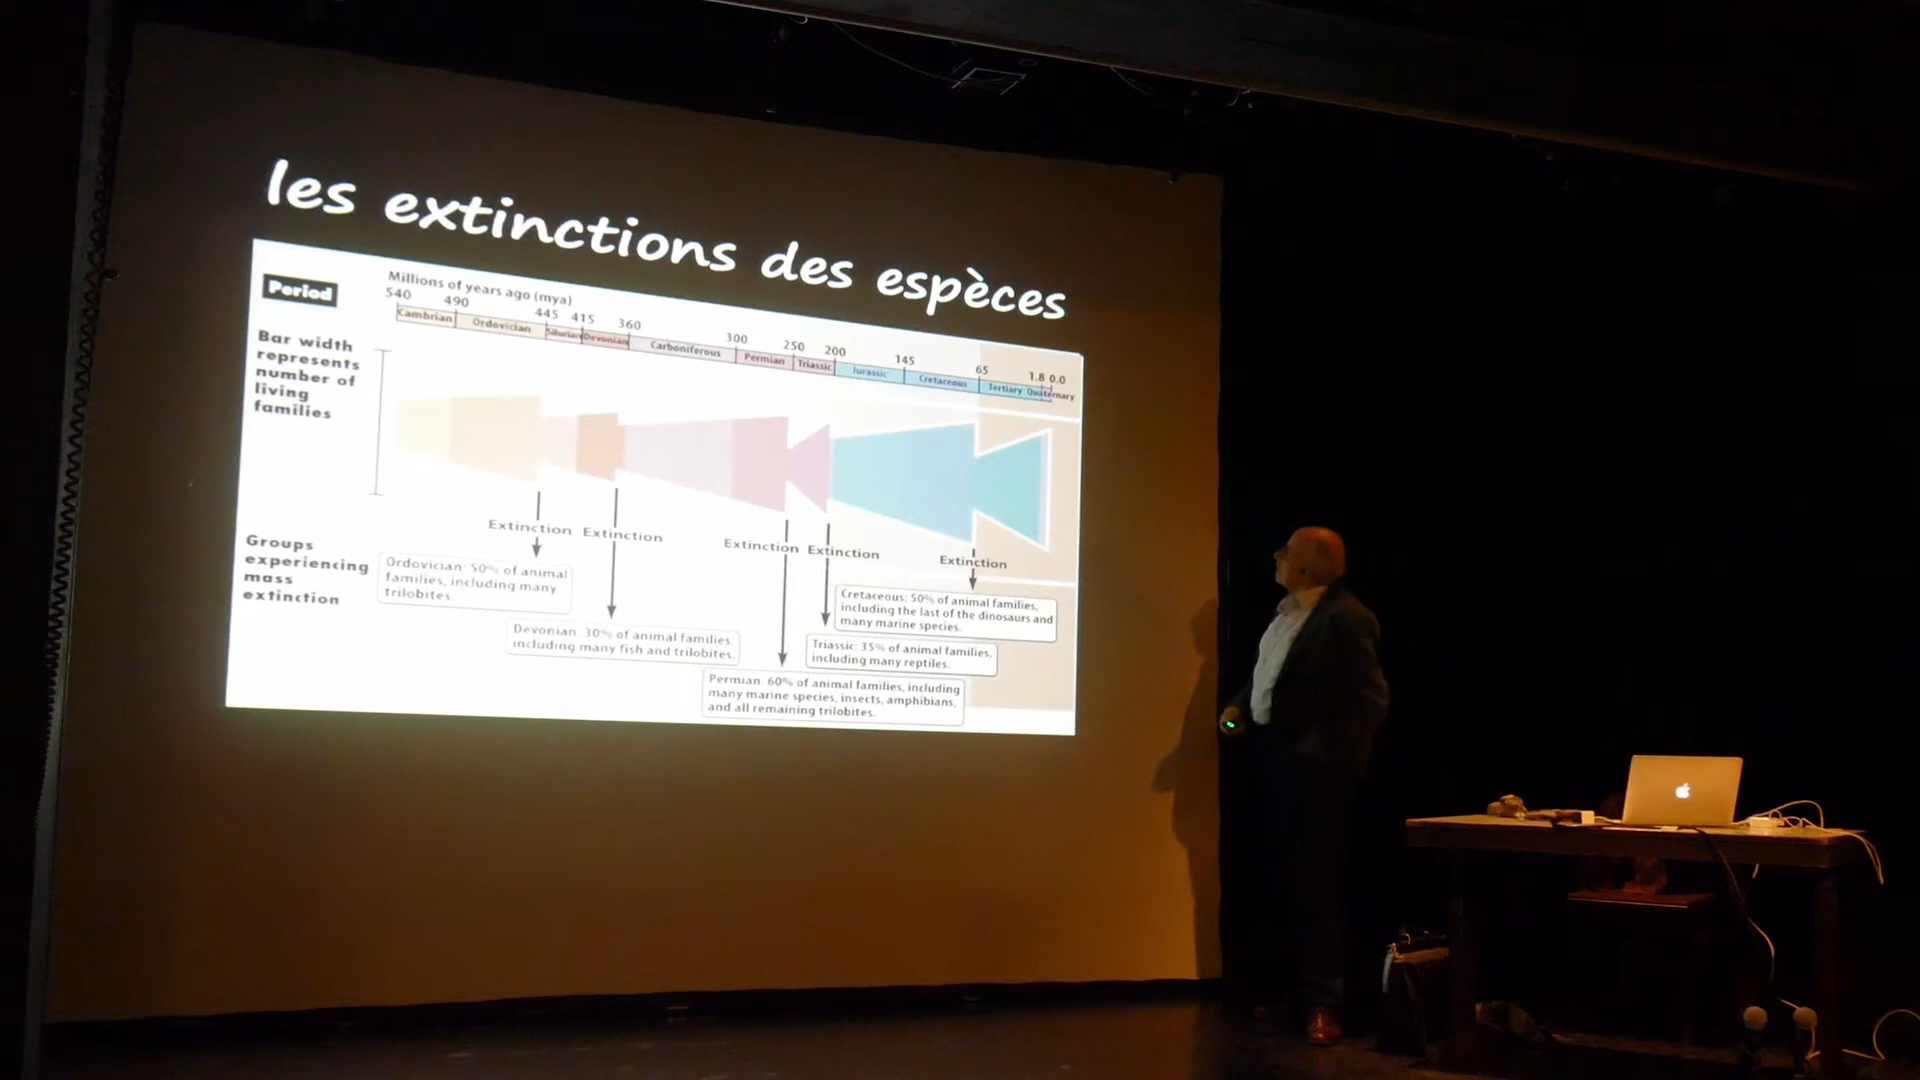 les extinctions des espèces
Period
Millions of years ago (mya)
540 490 445 415 360 300 250 200 145 65 1.8 0.0
Cambrian Ordovician Silurian Devonian Carboniferous Permian Triassic Jurassic Cretaceous Tertiary Quaternary
Bar width
represents
number of
living
families
Extinction Extinction Extinction Extinction Extinction
Groups
experiencing
mass
extinction
Ordovician: 50% of animal
families, including many
trilobites.
Devonian: 30% of animal families,
including many fish and trilobites.
Cretaceous: 50% of animal families,
including the last of the dinosaurs and
many marine species.
Triassic: 35% of animal families,
including many reptiles.
Permian: 60% of animal families, including
many marine species, insects, amphibians,
and all remaining trilobites.